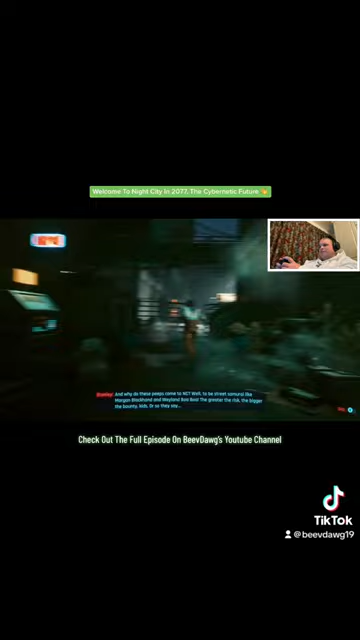 Welcome To Night City In 2077, The Cybernetic Future
And why do these peeps come to NC? Well, to be street samurai like
Morgan Blackhand and Weyland Boa Boa! The greater the risk, the bigger
the bounty, kids. Or so they say...
Check Out The Full Episode On BeevDawg's Youtube Channel
TikTok
@beevdawg19